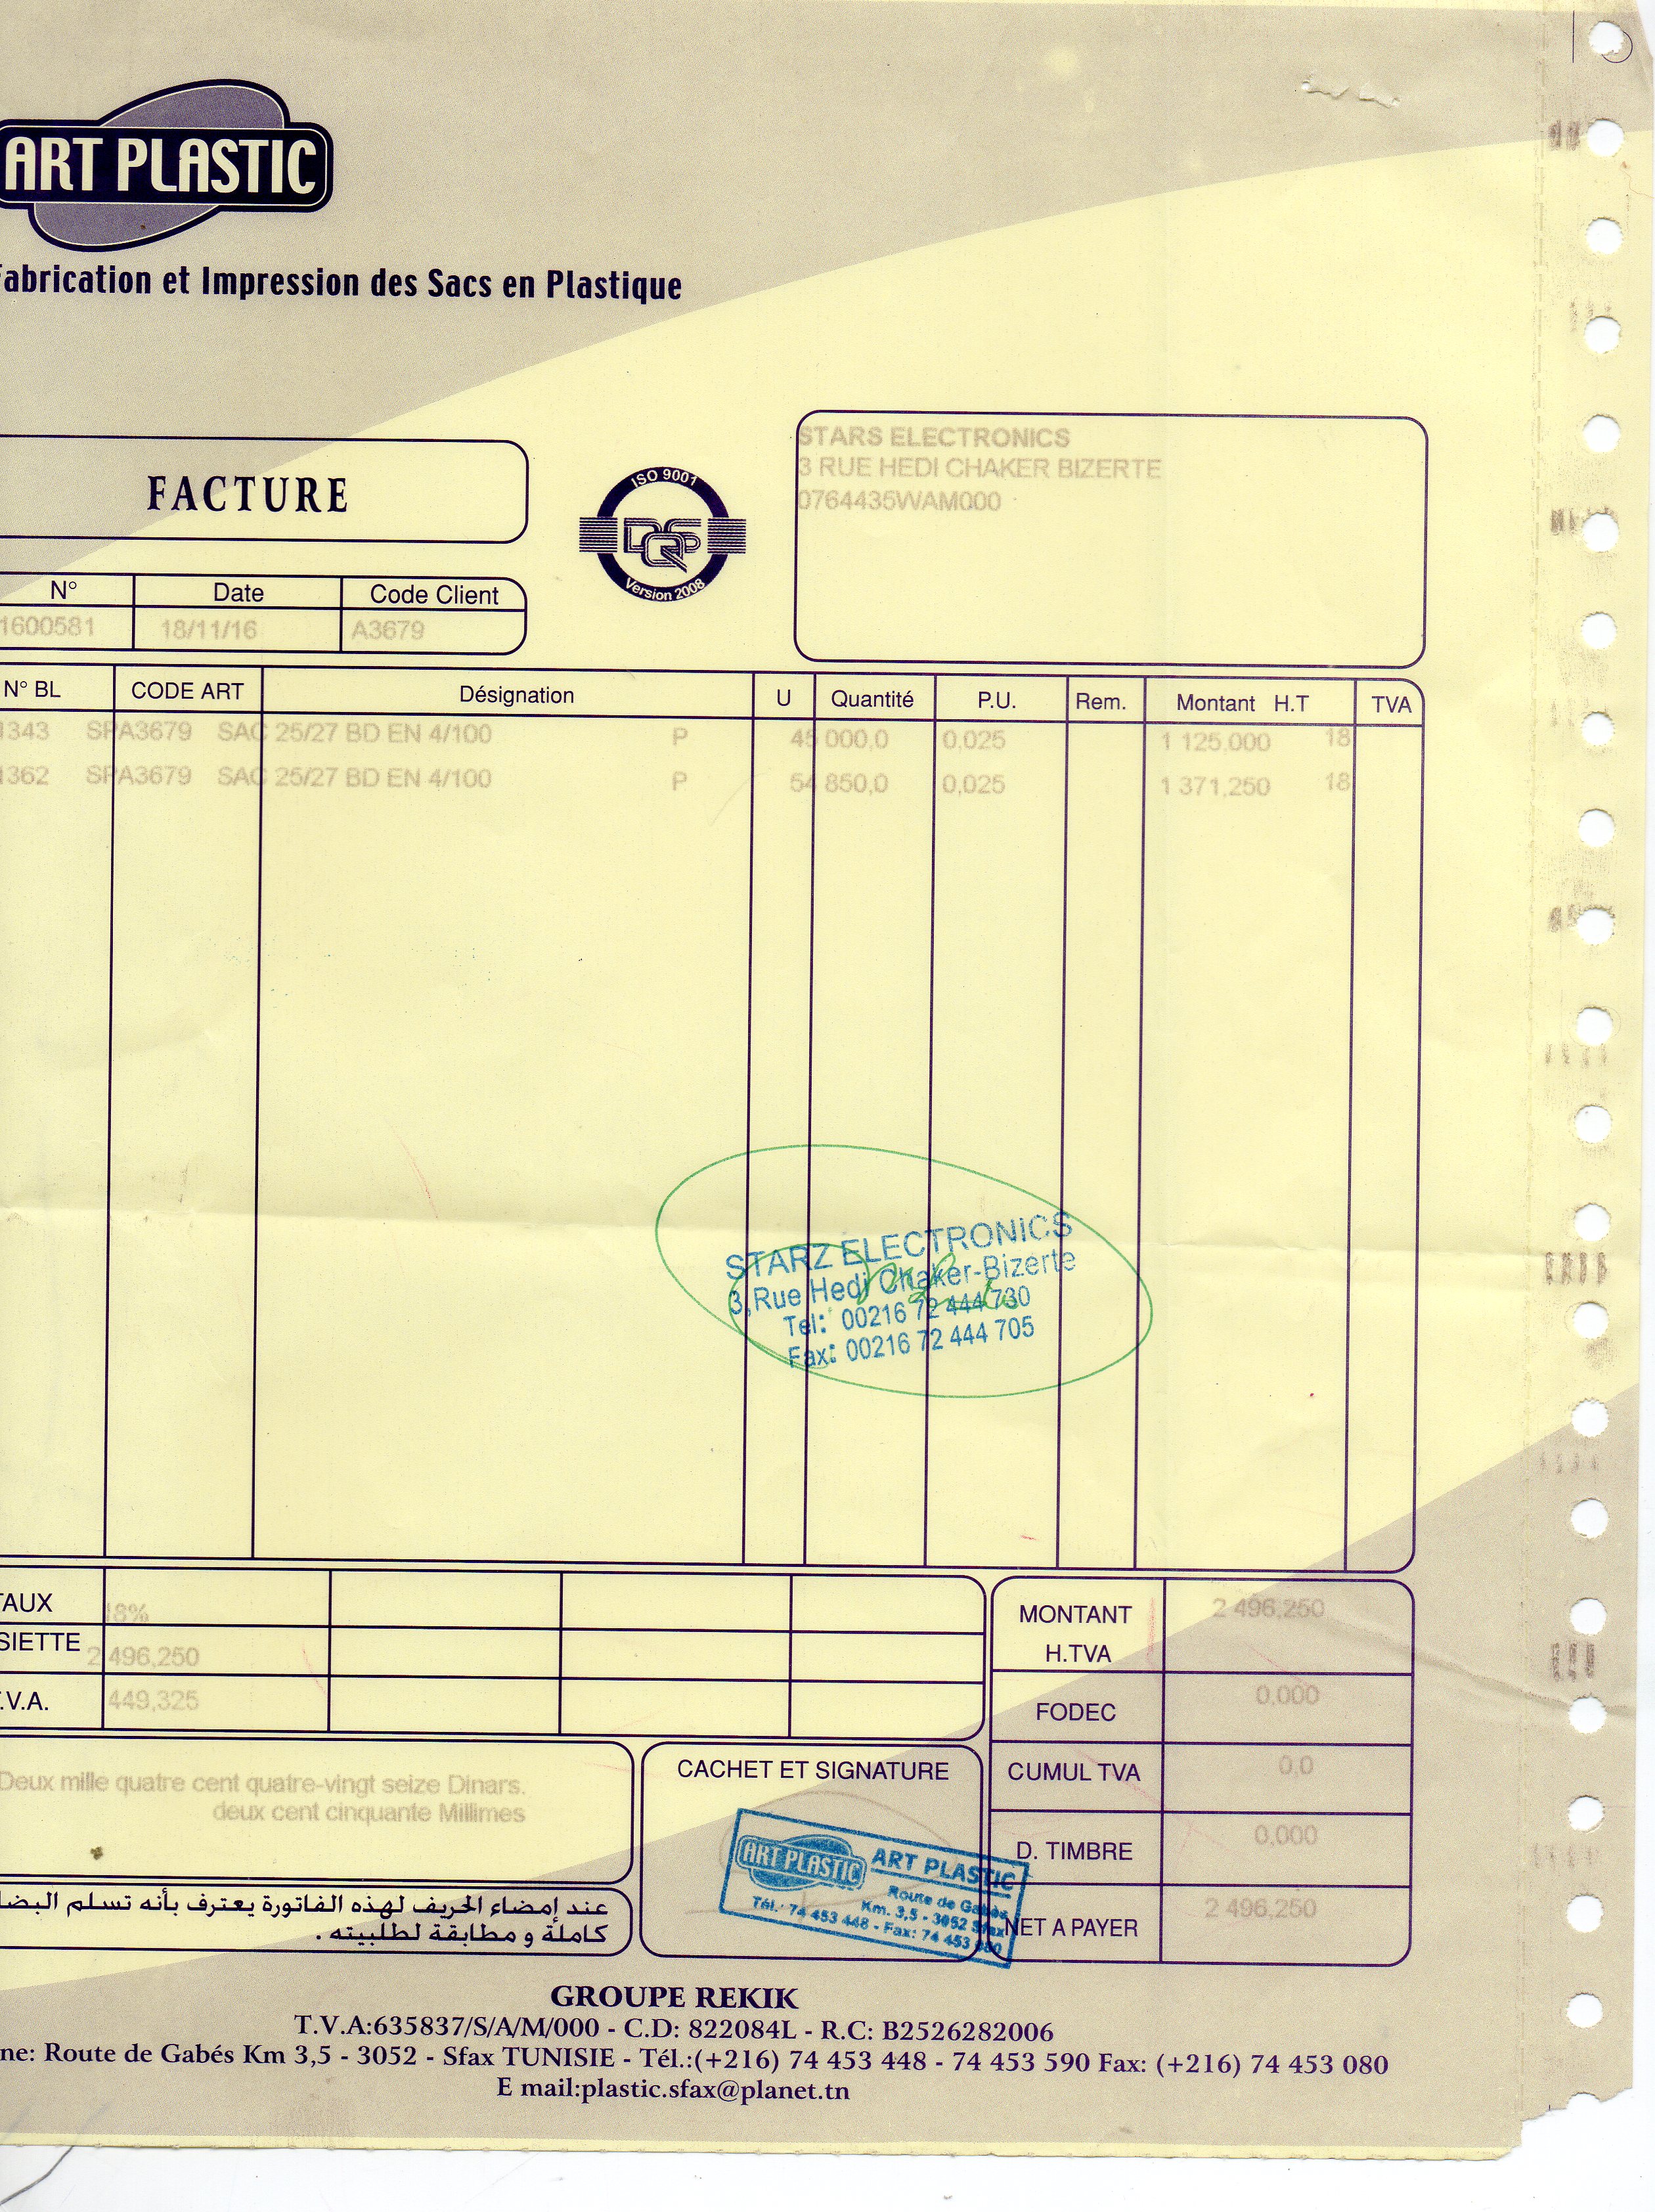 ART PLASTIC
Fabrication et Impression des Sacs en Plastique
FACTURE
ISO 9001
DQS
Version 2008
STARS ELECTRONICS
3 RUE HEDI CHAKER BIZERTE
0764435WAM000
N° Date Code Client
1600581 18/11/16 A3679
N° BL CODE ART Désignation U Quantité P.U. Rem. Montant H.T TVA
1343 SPA3679 SAC 25/27 BD EN 4/100 P 45 000,0 0,025 1 125,000 18
1362 SPA3679 SAC 25/27 BD EN 4/100 P 54 850,0 0,025 1 371,250 18
STARZ ELECTRONICS
3,Rue Hedi Chaker-Bizerte
Tel: 00216 72 444 730
Fax: 00216 72 444 705
TAUX 18%
SIETTE 2 496,250
.V.A. 449,325
MONTANT H.TVA 2 496,250
FODEC 0,000
CUMUL TVA 0,0
D. TIMBRE 0,000
NET A PAYER 2 496,250
Deux mille quatre cent quatre-vingt seize Dinars.
deux cent cinquante Millimes
CACHET ET SIGNATURE
ART PLASTIC ART PLASTIC
Route de Gabès
Km. 3,5 - 3052 Sfax
Tél.: 74 453 448 - Fax: 74 453 080
عند إمضاء الحريف لهذه الفاتورة يعترف بأنه تسلم البضا
كاملة و مطابقة لطلبيته .
GROUPE REKIK
T.V.A:635837/S/A/M/000 - C.D: 822084L - R.C: B2526282006
ne: Route de Gabés Km 3,5 - 3052 - Sfax TUNISIE - Tél.:(+216) 74 453 448 - 74 453 590 Fax: (+216) 74 453 080
E mail:plastic.sfax@planet.tn